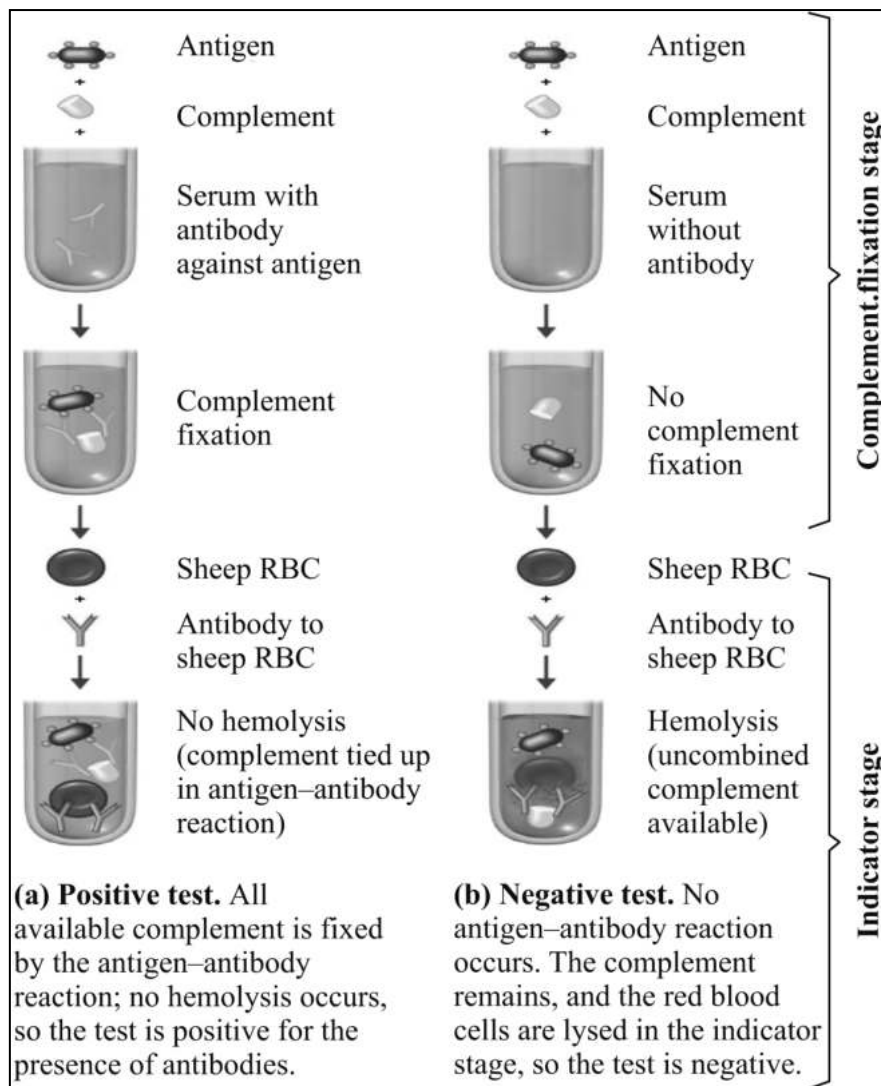 Antigen
+
Complement
+
Serum with
antibody
against antigen
Complement
fixation
Sheep RBC
+
Antibody to
sheep RBC
No hemolysis
(complement tied up
in antigen–antibody
reaction)
(a) Positive test. All
available complement is fixed
by the antigen–antibody
reaction; no hemolysis occurs,
so the test is positive for the
presence of antibodies.
Antigen
+
Complement
+
Serum
without
antibody
No
complement
fixation
Sheep RBC
+
Antibody to
sheep RBC
Hemolysis
(uncombined
complement
available)
(b) Negative test. No
antigen–antibody reaction
occurs. The complement
remains, and the red blood
cells are lysed in the indicator
stage, so the test is negative.
Complement.flixation stage
Indicator stage